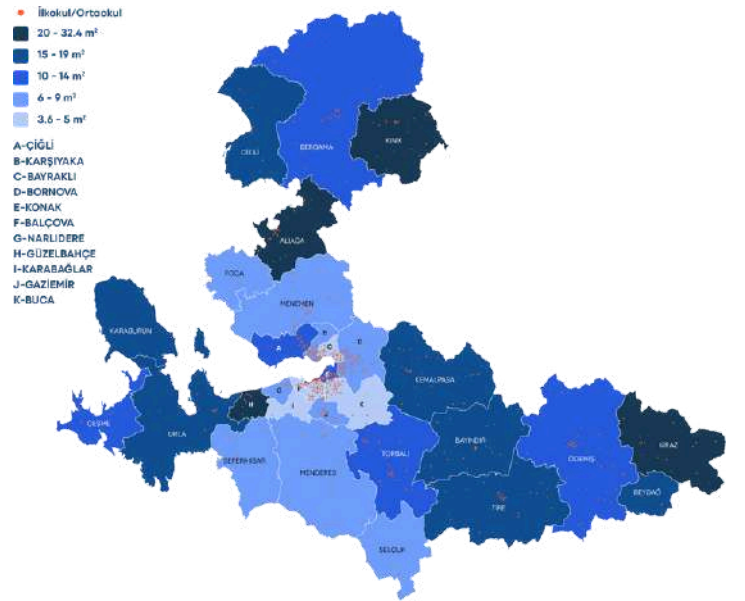 İlkokul/Ortaokul
20 - 32.4 m²
15 - 19 m²
10 - 14 m²
6 - 9 m²
3.6 - 5 m²
A-ÇİĞLİ
B-KARŞIYAKA
C-BAYRAKLI
D-BORNOVA
E-KONAK
F-BALÇOVA
G-NARLIDERE
H-GÜZELBAHÇE
I-KARABAĞLAR
J-GAZİEMİR
K-BUCA
BERGAMA
KINIK
DİKİLİ
ALİAĞA
FOÇA
MENEMEN
KARABURUN
A
B
C
D
KEMALPAŞA
ÇEŞME
URLA
H
G
F
I
K
SEFERİHİSAR
MENDERES
TORBALI
BAYINDIR
ÖDEMİŞ
KİRAZ
BEYDAĞ
TİRE
SELÇUK